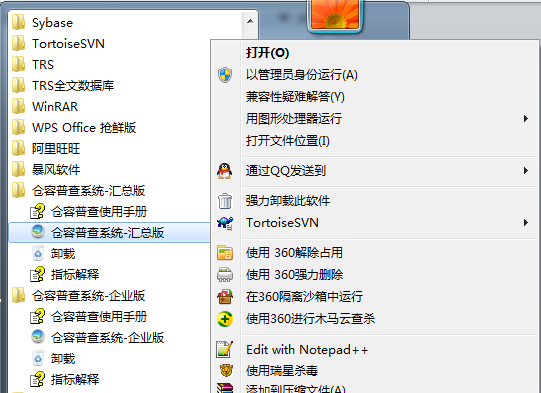 Sybase
TortoiseSVN
TRS
TRS全文数据库
WinRAR
WPS Office 抢鲜版
阿里旺旺
暴风软件
仓容普查系统-汇总版
仓容普查使用手册
仓容普查系统-汇总版
卸载
指标解释
仓容普查系统-企业版
仓容普查使用手册
仓容普查系统-企业版
卸载
指标解释
打开(O)
以管理员身份运行(A)
兼容性疑难解答(Y)
用图形处理器运行
打开文件位置(I)
通过QQ发送到
强力卸载此软件
TortoiseSVN
使用 360解除占用
使用 360强力删除
在360隔离沙箱中运行
使用360进行木马云查杀
Edit with Notepad++
使用瑞星杀毒
添加到压缩文件(A)